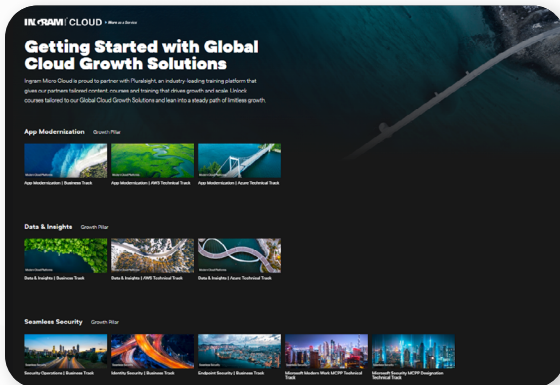 INGRAM CLOUD More as a Service
Getting Started with Global
Cloud Growth Solutions
Ingram Micro Cloud is proud to partner with Pluralsight, an industry-leading training platform that
gives our partners tailored content, courses and training that drives growth and scale. Unlock
courses tailored to our Global Cloud Growth Solutions and lean into a steady path of limitless growth.
App Modernization Growth Pillar
App Modernization | Business Track App Modernization | AWS Technical Track App Modernization | Azure Technical Track
Data & Insights Growth Pillar
Data & Insights | Business Track Data & Insights | AWS Technical Track Data & Insights | Azure Technical Track
Seamless Security Growth Pillar
Security Operations | Business Track Identity Security | Business Track Endpoint Security | Business Track Microsoft Modern Work MCPP Technical Microsoft Security MCPP Designation
Track Technical Track